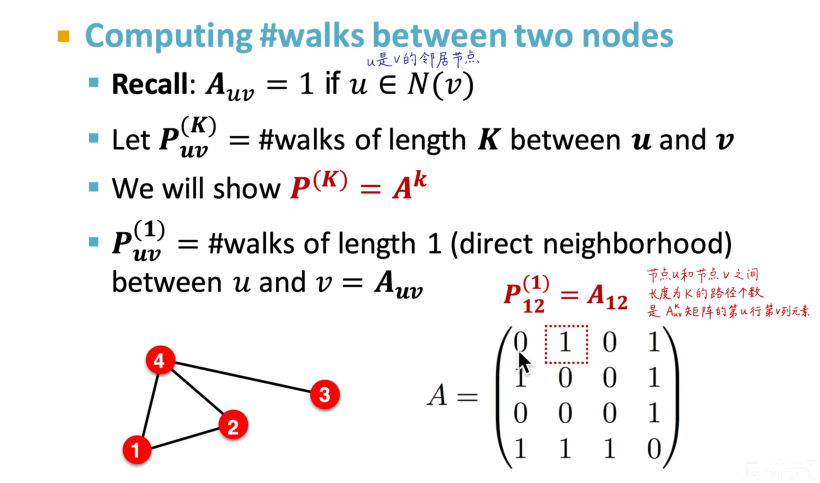 Computing #walks between two nodes
u是v的邻居节点
Recall: A_{uv} = 1 if u ∈ N(v)
Let P_{uv}^{(K)} = #walks of length K between u and v
We will show P^{(K)} = A^k
P_{uv}^{(1)} = #walks of length 1 (direct neighborhood)
between u and v = A_{uv}
P_{12}^{(1)} = A_{12}
节点u和节点v之间
长度为K的路径个数
是 A_{uv}^K矩阵的第u行第v列元素
4
3
2
1
A =
0 1 0 1
1 0 0 1
0 0 0 1
1 1 1 0